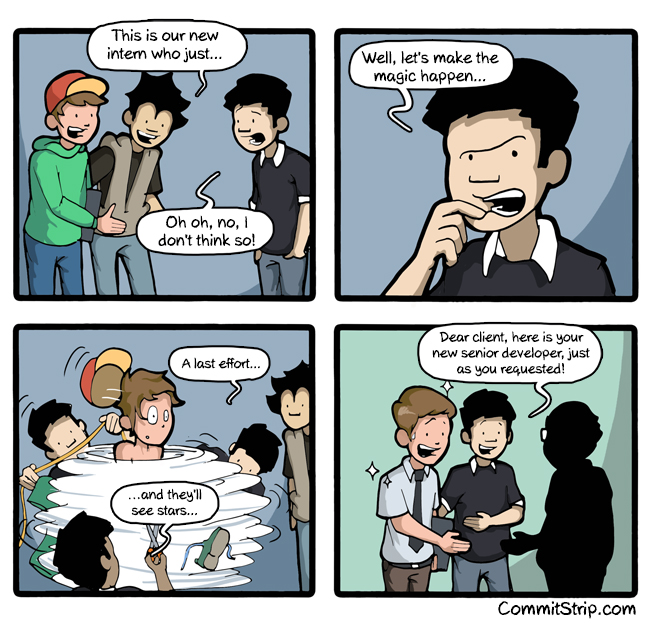 This is our new
intern who just...
Oh oh, no, I
don't think so!
Well, let's make the
magic happen...
A last effort...
...and they'll
see stars...
Dear client, here is your
new senior developer, just
as you requested!
CommitStrip.com